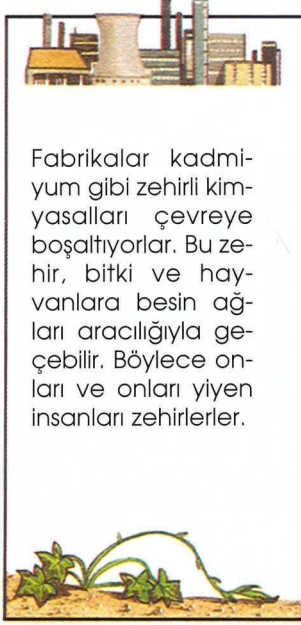 Fabrikalar kadmi-
yum gibi zehirli kim-
yasalları çevreye
boşaltıyorlar. Bu ze-
hir, bitki ve hay-
vanlara besin ağ-
ları aracılığıyla ge-
çebilir. Böylece on-
ları ve onları yiyen
insanları zehirlerler.